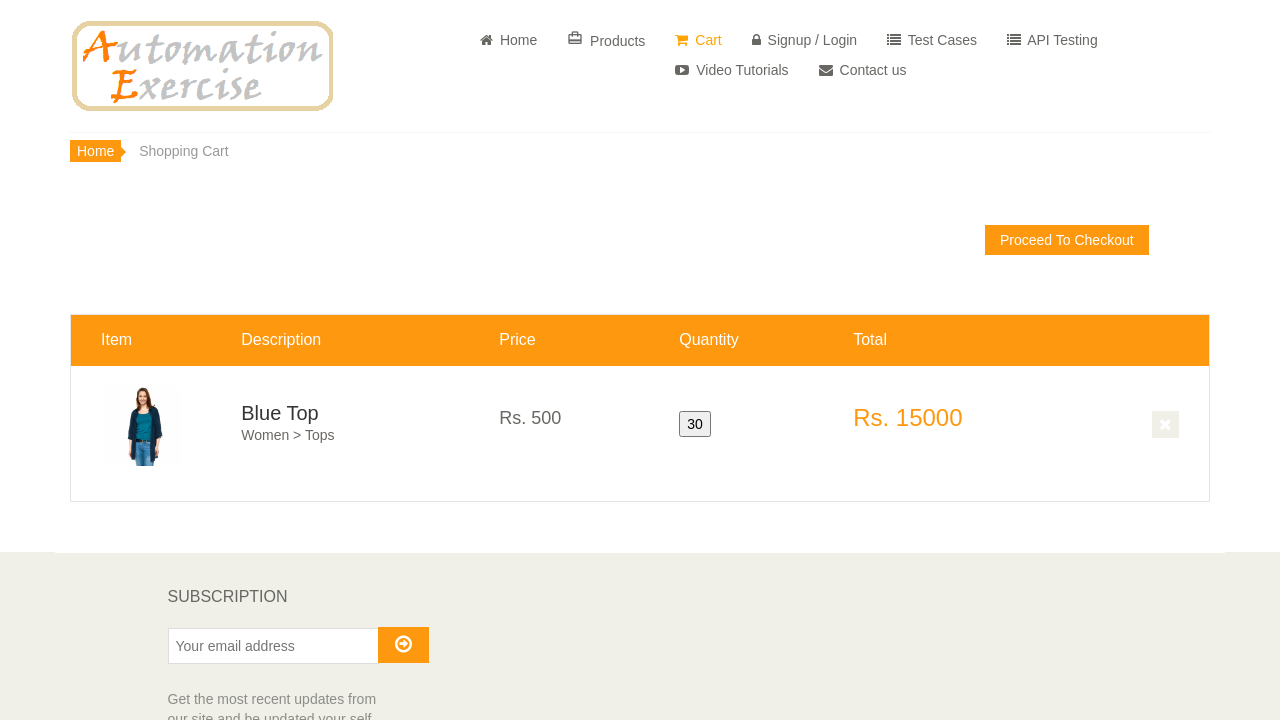 Automation
Exercise
Home
Products
Cart
Signup / Login
Test Cases
API Testing
Video Tutorials
Contact us
Home
Shopping Cart
Proceed To Checkout
Item Description Price Quantity Total
Blue Top
Women > Tops
Rs. 500
30
Rs. 15000
SUBSCRIPTION
Your email address
Get the most recent updates from
our site and be updated your self